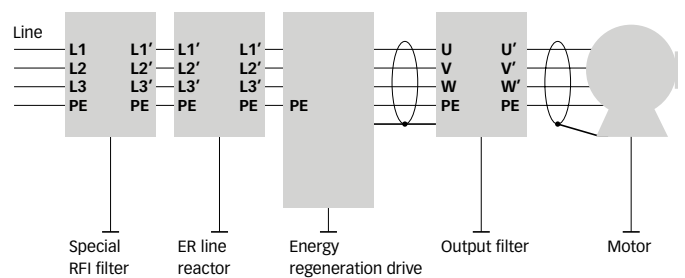 Line
L1 L1’ L1’ L1’ U U’
L2 L2’ L2’ L2’ V V’
L3 L3’ L3’ L3’ W W’
PE PE PE PE PE PE PE
Special
RFI filter
ER line
reactor
Energy
regeneration drive
Output filter
Motor